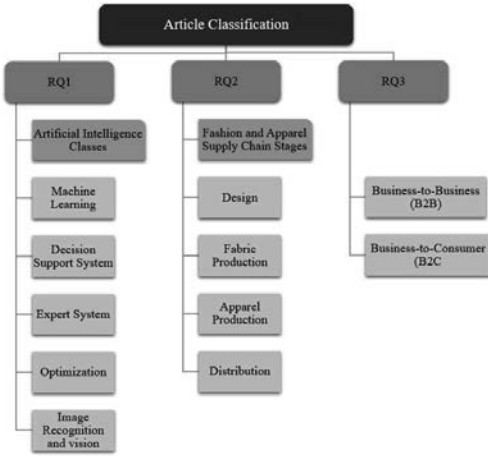 Article Classification
RQ1
RQ2
RQ3
Artificial Intelligence
Classes
Fashion and Apparel
Supply Chain Stages
Machine
Learning
Design
Business-to-Business
(B2B)
Decision
Support System
Fabric
Production
Business-to-Consumer
(B2C
Expert System
Apparel
Production
Optimization
Distribution
Image
Recognition
and vision